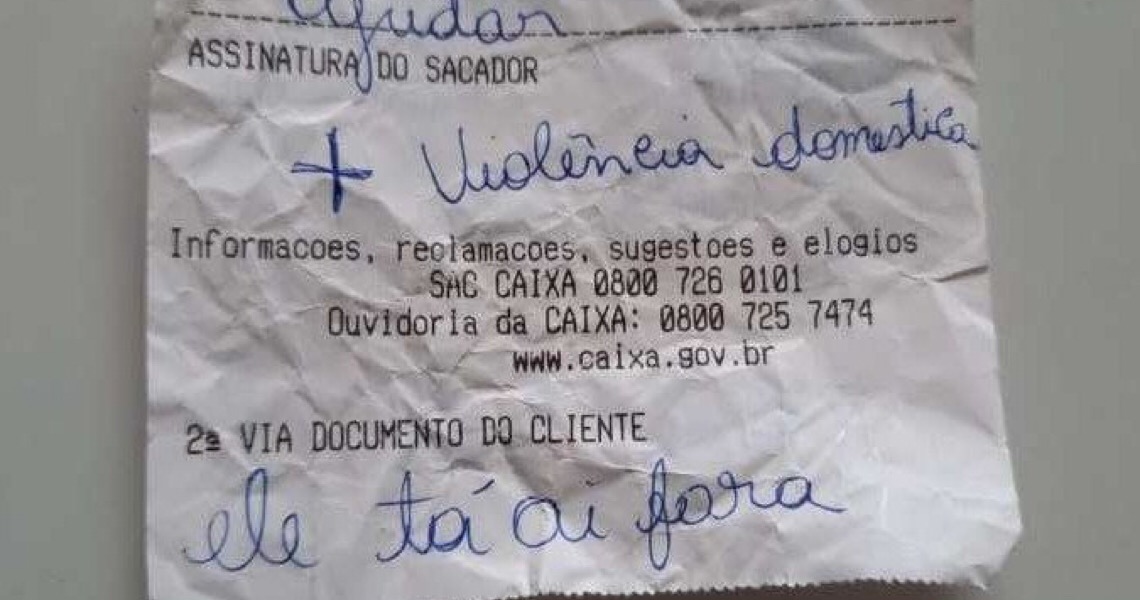 ajudar
ASSINATURA DO SACADOR
+ Violência domestica
Informacoes, reclamacoes, sugestoes e elogios
SAC CAIXA 0800 726 0101
Ouvidoria da CAIXA: 0800 725 7474
www.caixa.gov.br
2ª VIA DOCUMENTO DO CLIENTE
ele tá ai fora